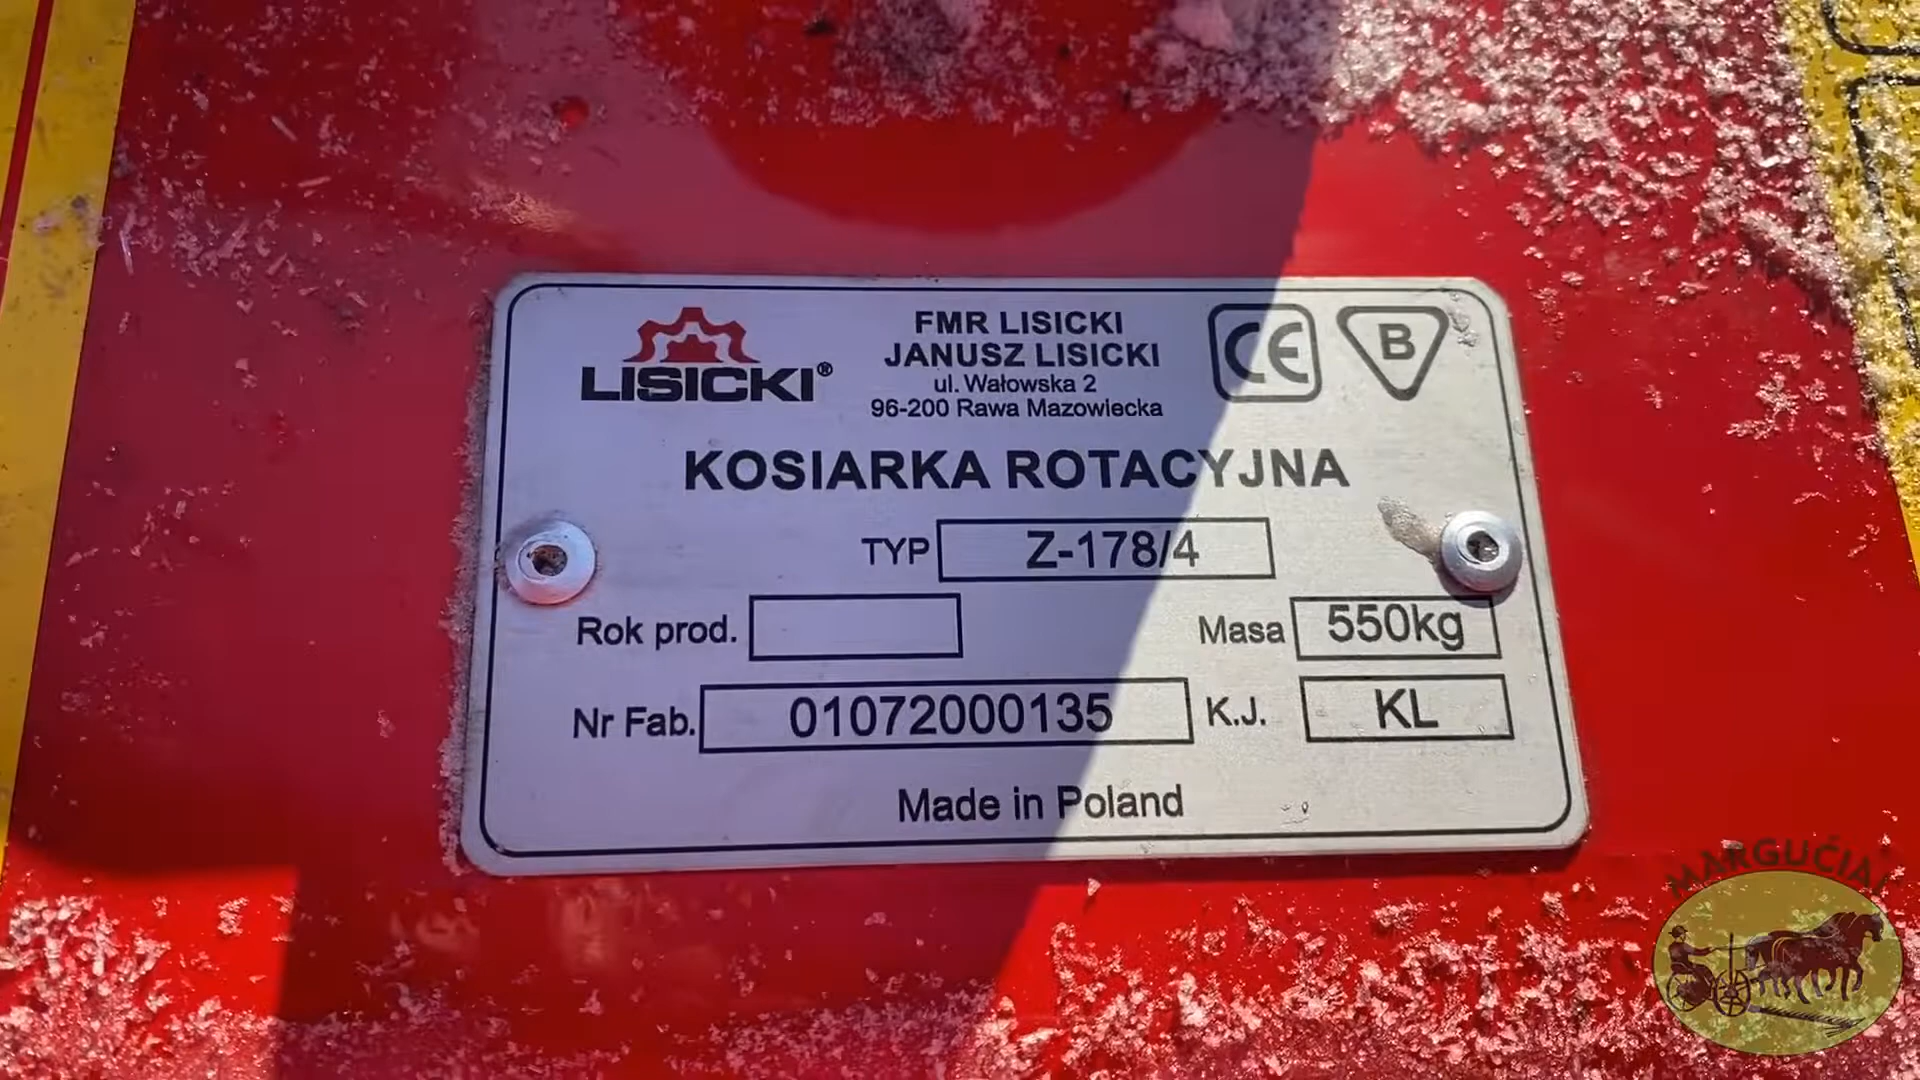 LISICKI®
FMR LISICKI
JANUSZ LISICKI
ul. Wałowska 2
96-200 Rawa Mazowiecka
CE
B
KOSIARKA ROTACYJNA
TYP Z-178/4
Rok prod.
Masa 550kg
Nr Fab. 01072000135 K.J. KL
Made in Poland
MARGUČIAI